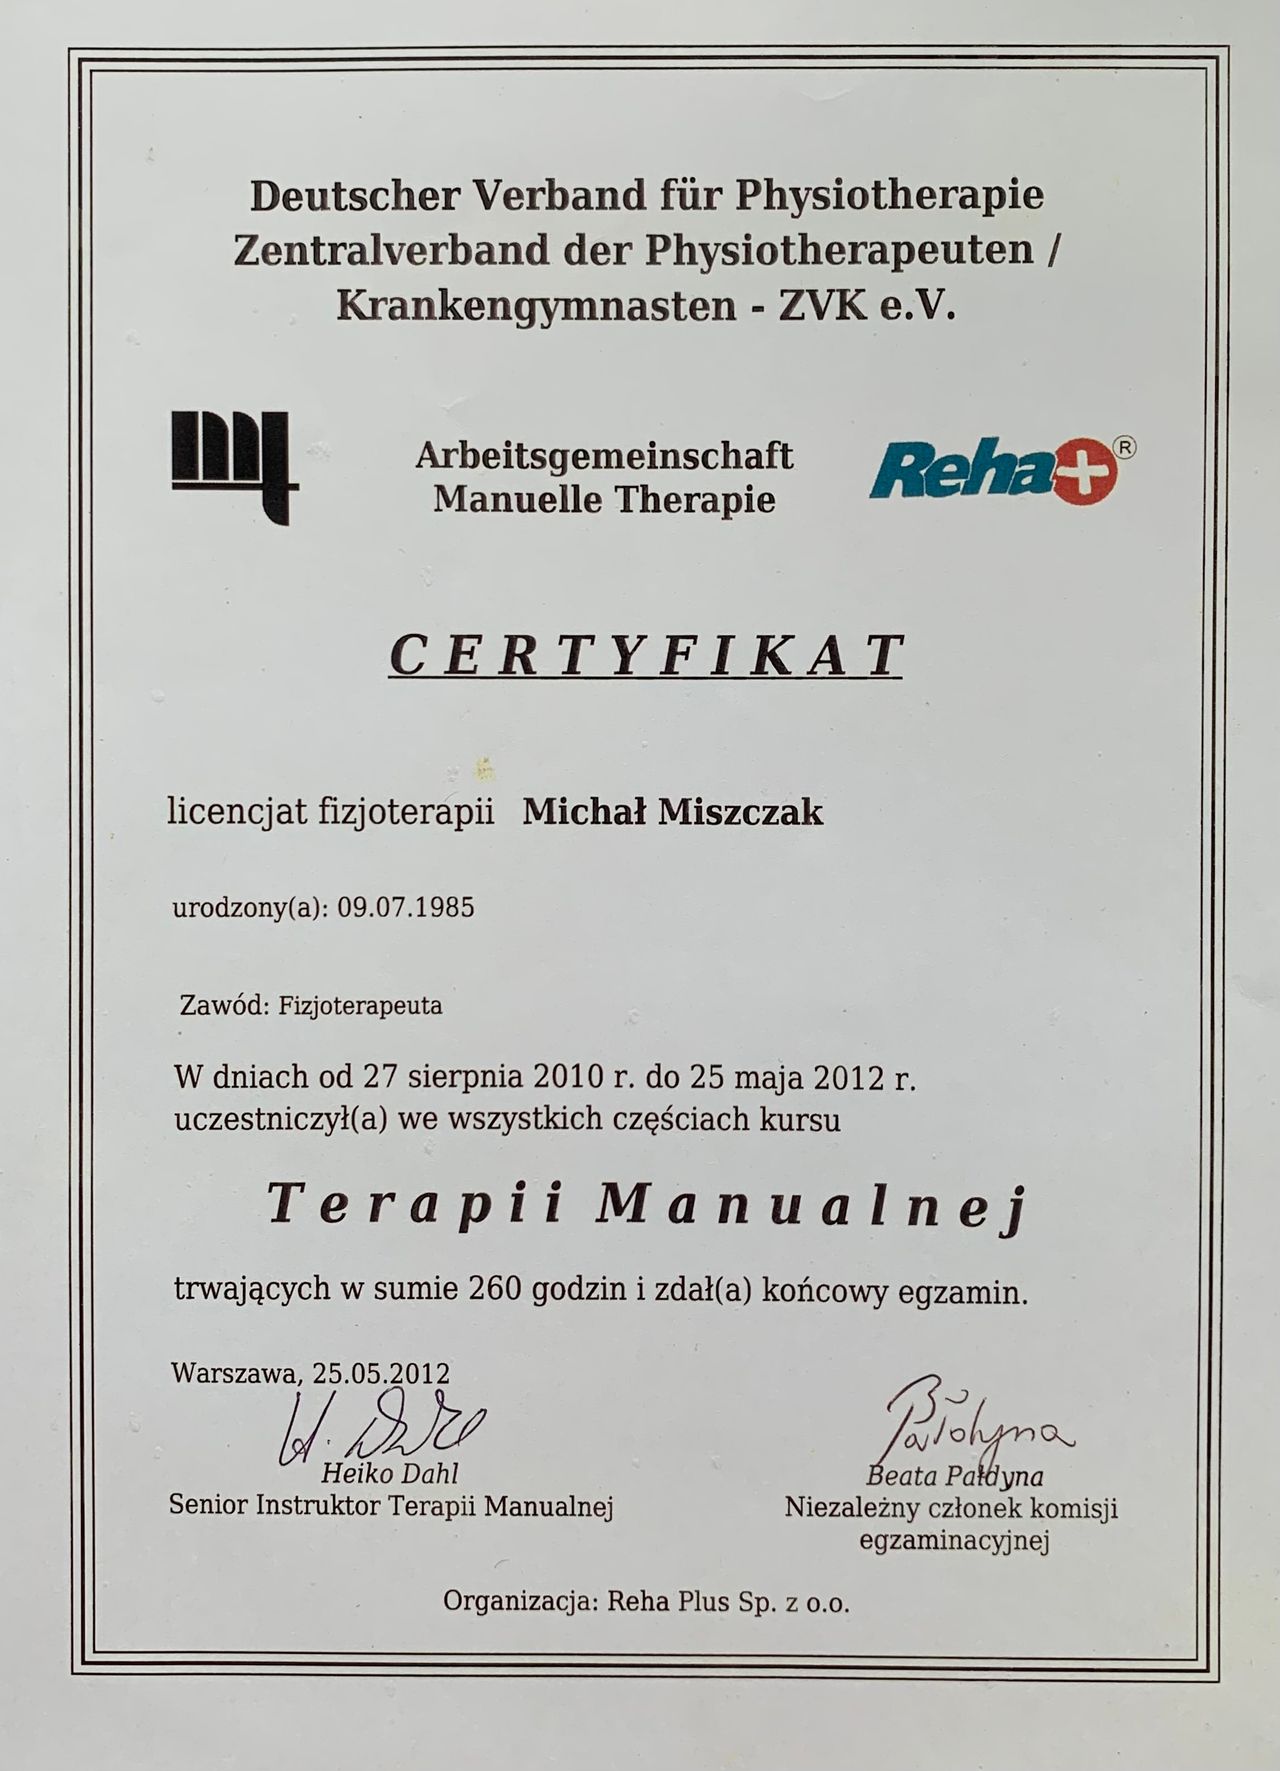 Deutscher Verband für Physiotherapie
Zentralverband der Physiotherapeuten /
Krankengymnasten - ZVK e.V.
mt
Arbeitsgemeinschaft
Manuelle Therapie
Reha+®
CERTYFIKAT
licencjat fizjoterapii Michał Miszczak
urodzony(a): 09.07.1985
Zawód: Fizjoterapeuta
W dniach od 27 sierpnia 2010 r. do 25 maja 2012 r.
uczestniczył(a) we wszystkich częściach kursu
Terapii Manualnej
trwających w sumie 260 godzin i zdał(a) końcowy egzamin.
Warszawa, 25.05.2012
H. Dahl
Heiko Dahl
Senior Instruktor Terapii Manualnej
B Pałdyna
Beata Pałdyna
Niezależny członek komisji
egzaminacyjnej
Organizacja: Reha Plus Sp. z o.o.